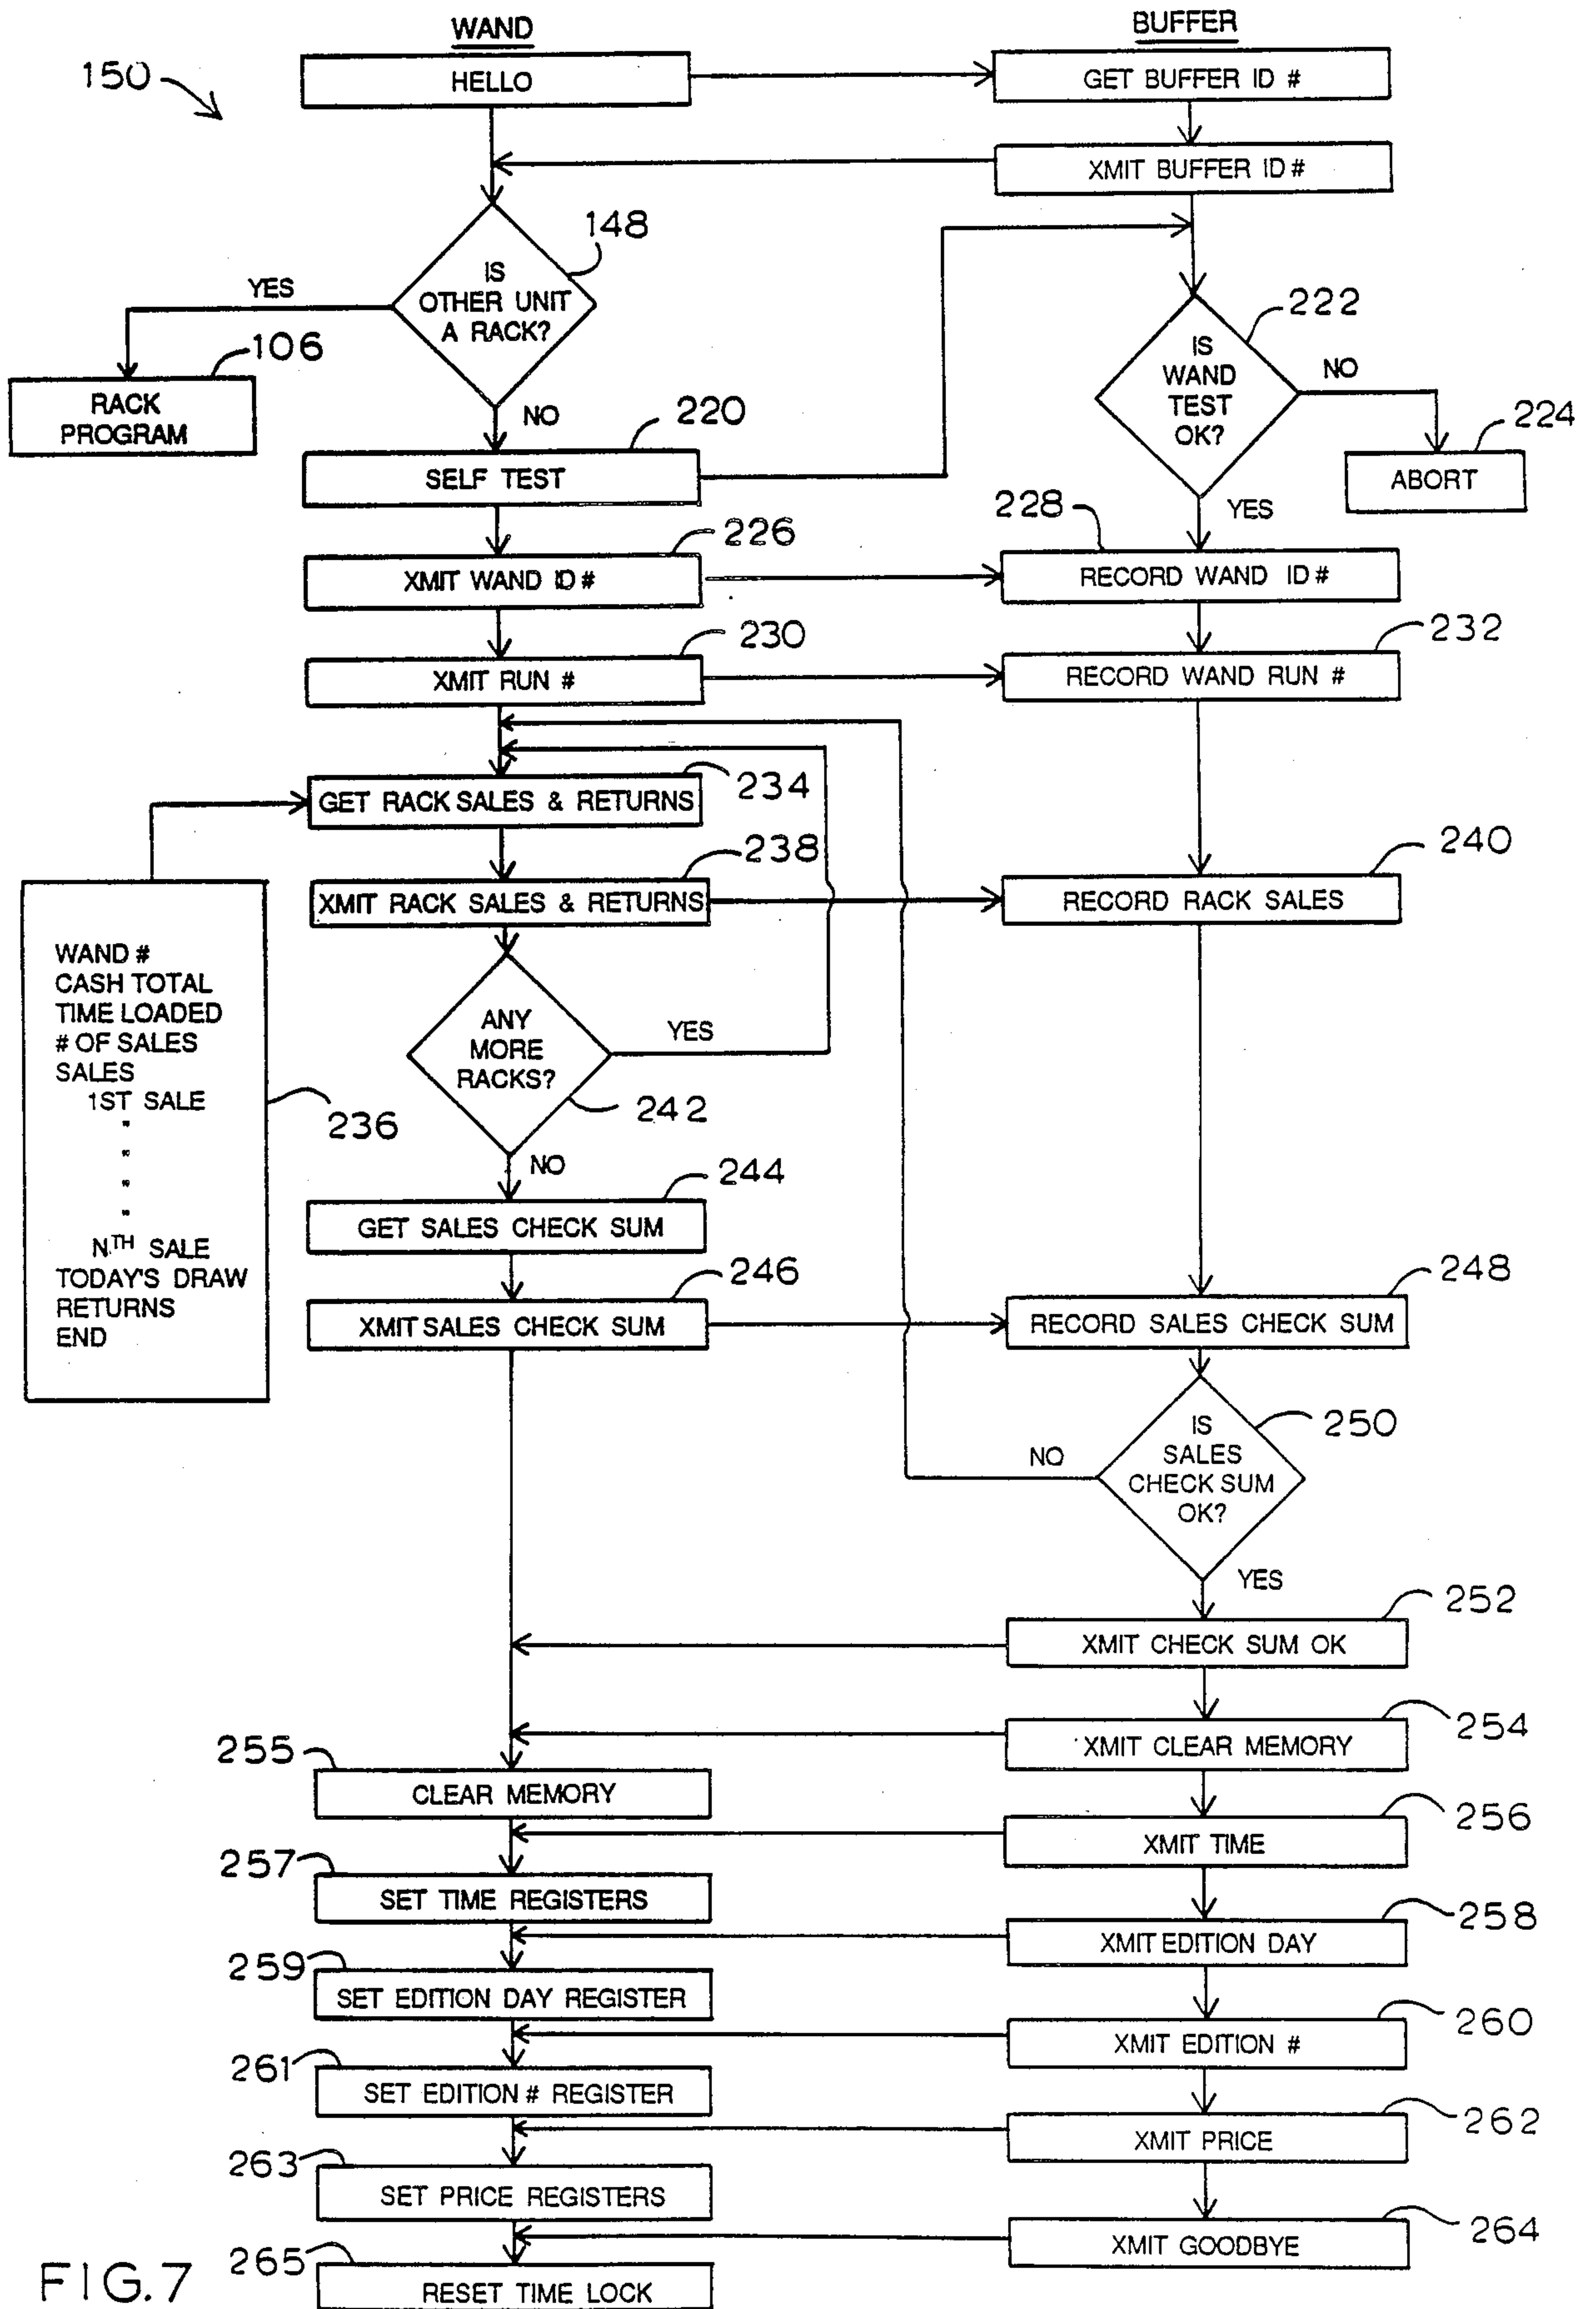 WAND
BUFFER
150
HELLO
GET BUFFER ID #
XMIT BUFFER ID #
148
IS
OTHER UNIT
A RACK?
YES
NO
106
RACK
PROGRAM
222
IS
WAND
TEST
OK?
NO
YES
224
ABORT
220
SELF TEST
226
XMIT WAND ID #
228
RECORD WAND ID #
230
XMIT RUN #
232
RECORD WAND RUN #
234
GET RACK SALES & RETURNS
238
XMIT RACK SALES & RETURNS
240
RECORD RACK SALES
WAND #
CASH TOTAL
TIME LOADED
# OF SALES
SALES
1ST SALE
"
"
"
"
N.TH SALE
TODAY'S DRAW
RETURNS
END
236
ANY
MORE
RACKS?
YES
242
NO
244
GET SALES CHECK SUM
246
XMIT SALES CHECK SUM
248
RECORD SALES CHECK SUM
250
IS
SALES
CHECK SUM
OK?
NO
YES
252
XMIT CHECK SUM OK
254
XMIT CLEAR MEMORY
255
CLEAR MEMORY
256
XMIT TIME
257
SET TIME REGISTERS
258
XMIT EDITION DAY
259
SET EDITION DAY REGISTER
260
XMIT EDITION #
261
SET EDITION # REGISTER
262
XMIT PRICE
263
SET PRICE REGISTERS
264
XMIT GOODBYE
265
RESET TIME LOCK
FIG. 7